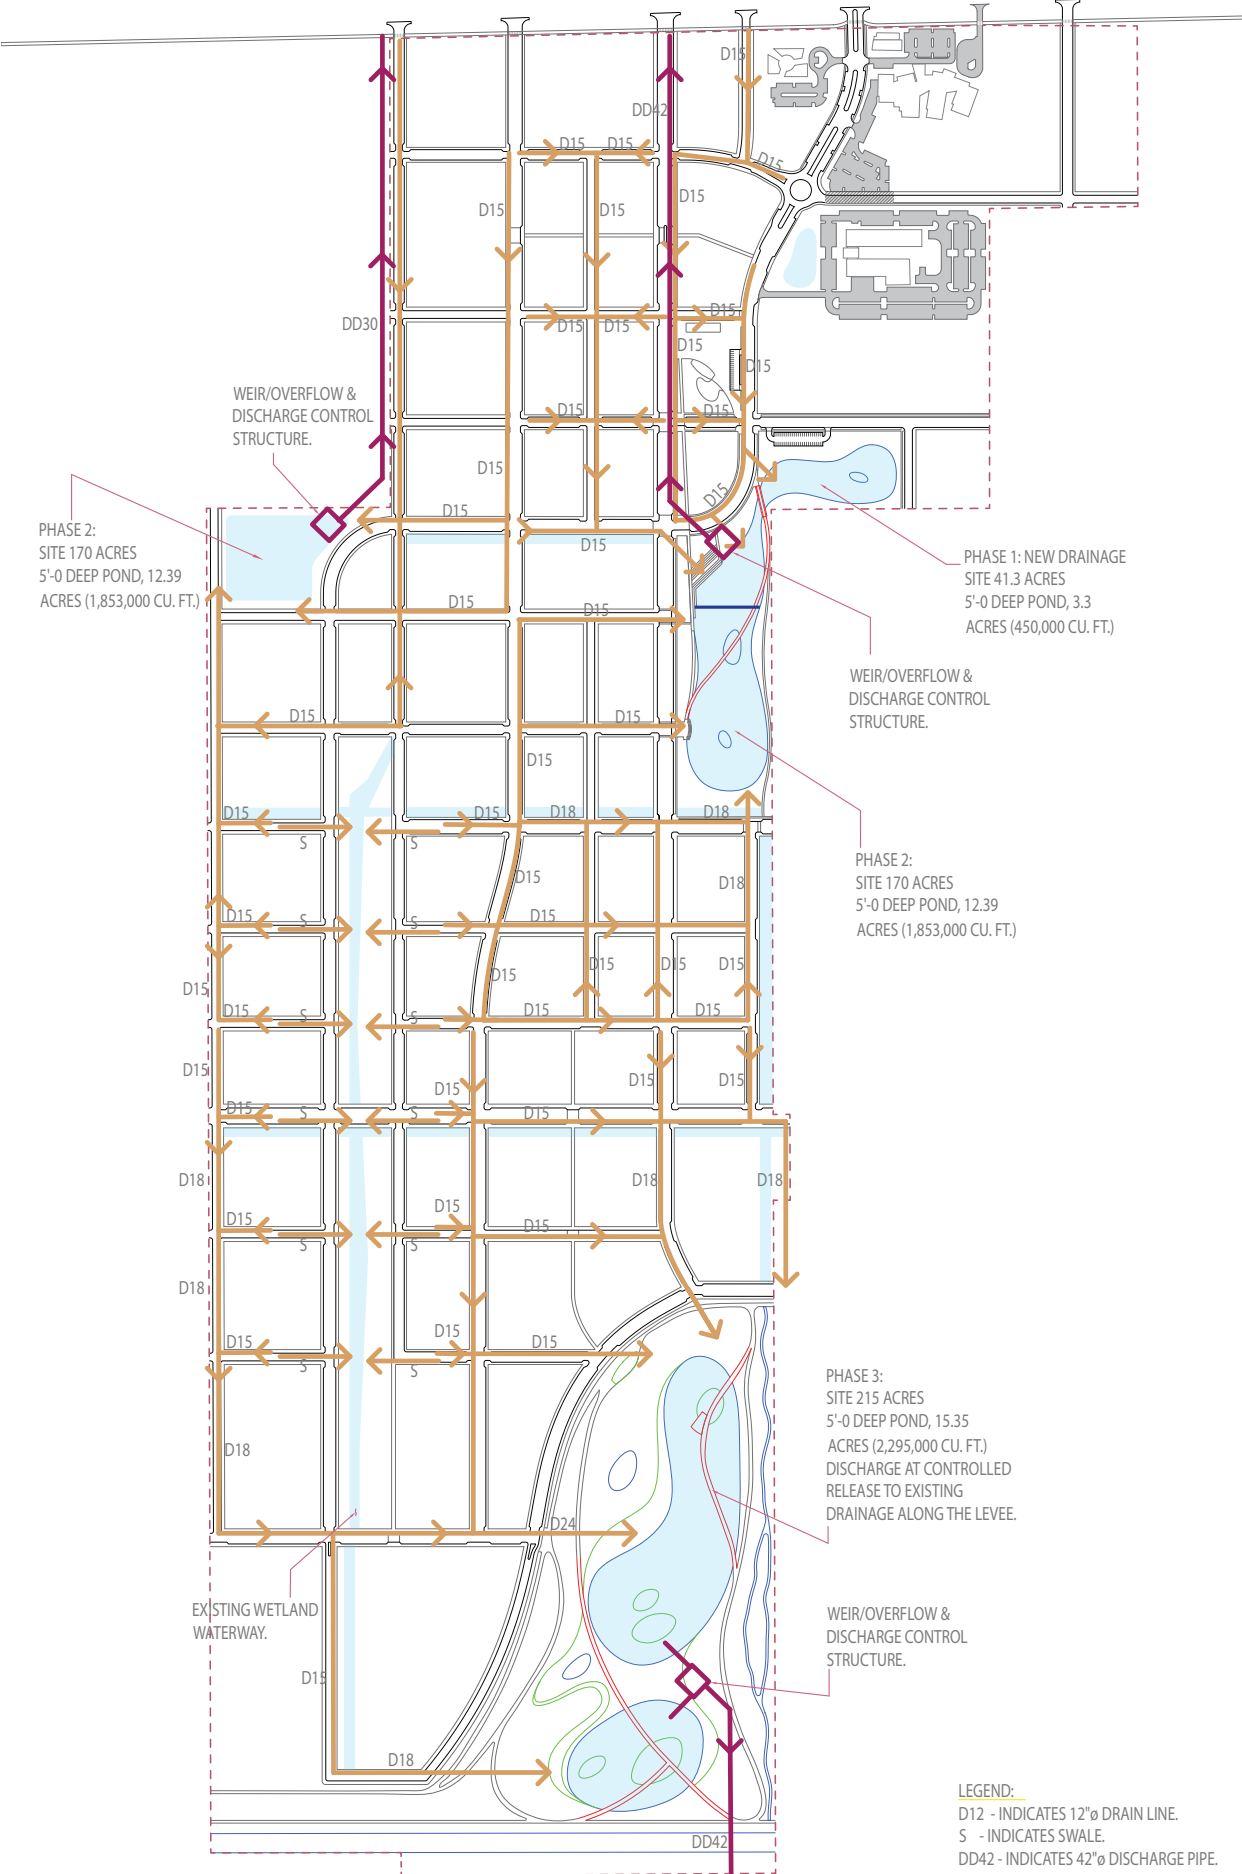 D15
DD42
D15
D15
D15
D15
D15
D15
DD30
D15
D15
D15
D15
D15
D15
WEIR/OVERFLOW &
DISCHARGE CONTROL
STRUCTURE.
D15
D15
D15
D15
D15
D15
PHASE 2:
SITE 170 ACRES
5'-0 DEEP POND, 12.39
ACRES (1,853,000 CU. FT.)
PHASE 1: NEW DRAINAGE
SITE 41.3 ACRES
5'-0 DEEP POND, 3.3
ACRES (450,000 CU. FT.)
D15
D15
WEIR/OVERFLOW &
DISCHARGE CONTROL
STRUCTURE.
D15
D15
D15
D15
D15
D18
D18
S
S
PHASE 2:
SITE 170 ACRES
5'-0 DEEP POND, 12.39
ACRES (1,853,000 CU. FT.)
D15
D18
D15
S
S
D15
D15
D15
D15
D15
D15
D15
S
S
D15
D15
D15
D15
D15
D15
D15
S
S
D15
D18
D15
D18
D18
D15
S
S
D15
D18
D15
D15
S
S
D15
PHASE 3:
SITE 215 ACRES
5'-0 DEEP POND, 15.35
ACRES (2,295,000 CU. FT.)
DISCHARGE AT CONTROLLED
RELEASE TO EXISTING
DRAINAGE ALONG THE LEVEE.
D18
D24
EXISTING WETLAND
WATERWAY.
WEIR/OVERFLOW &
DISCHARGE CONTROL
STRUCTURE.
D15
D18
DD42
LEGEND:
D12 - INDICATES 12"ø DRAIN LINE.
S - INDICATES SWALE.
DD42 - INDICATES 42"ø DISCHARGE PIPE.